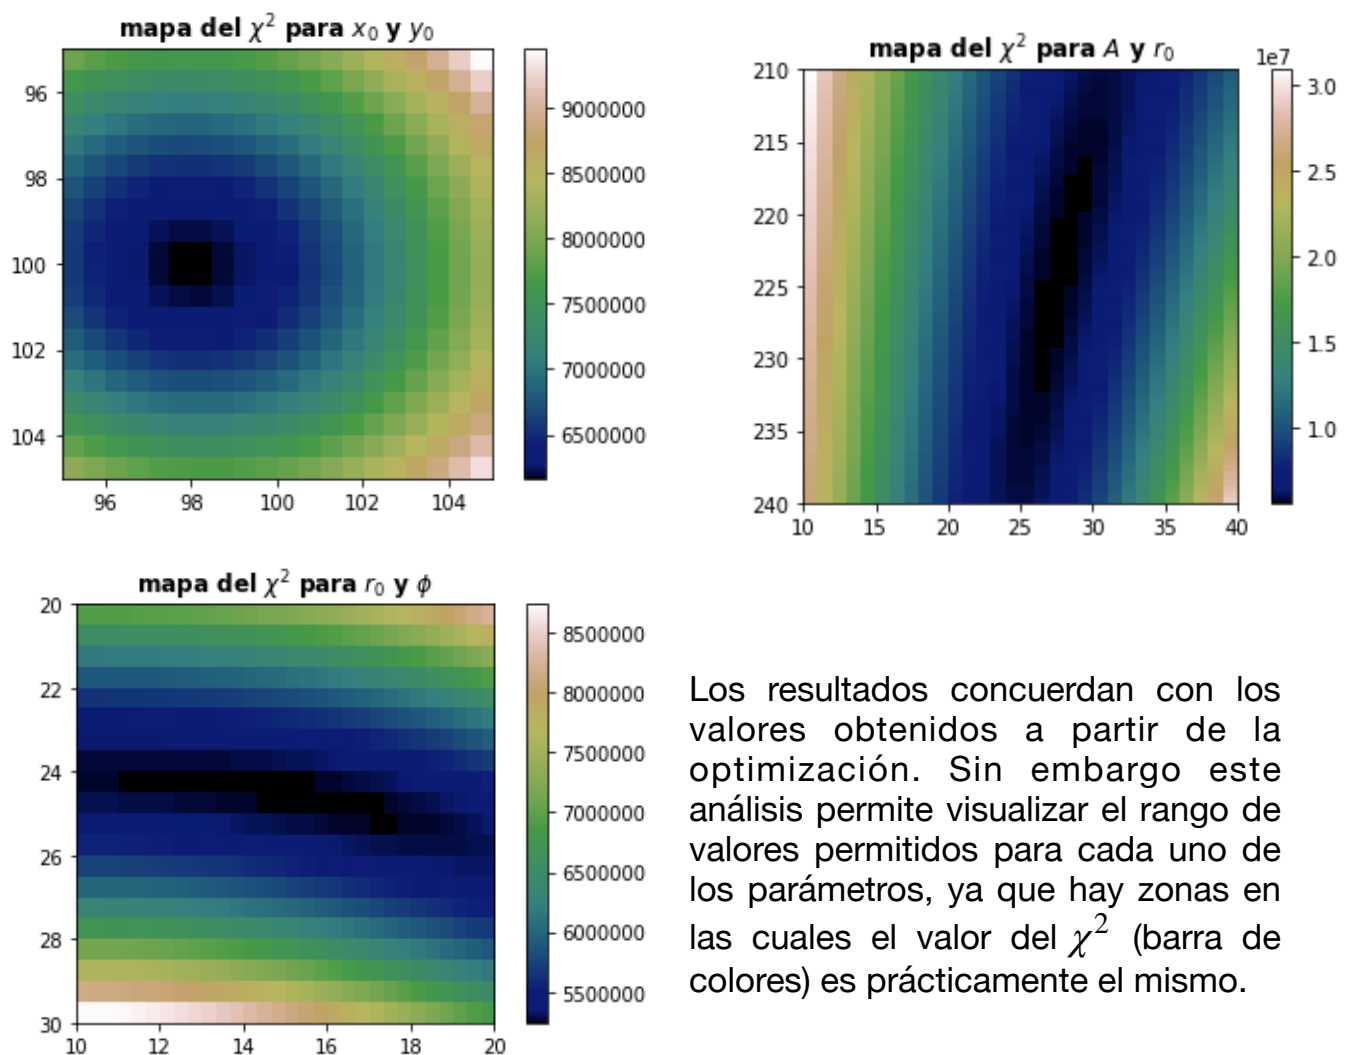 mapa del χ² para x₀ y y₀
96
98
100
102
104
96 98 100 102 104
9000000
8500000
8000000
7500000
7000000
6500000
mapa del χ² para A y r₀
210
215
220
225
230
235
240
10 15 20 25 30 35 40
1e7
3.0
2.5
2.0
1.5
1.0
mapa del χ² para r₀ y ϕ
20
22
24
26
28
30
10 12 14 16 18 20
8500000
8000000
7500000
7000000
6500000
6000000
5500000
Los resultados concuerdan con los
valores obtenidos a partir de la
optimización. Sin embargo este
análisis permite visualizar el rango de
valores permitidos para cada uno de
los parámetros, ya que hay zonas en
las cuales el valor del χ² (barra de
colores) es prácticamente el mismo.